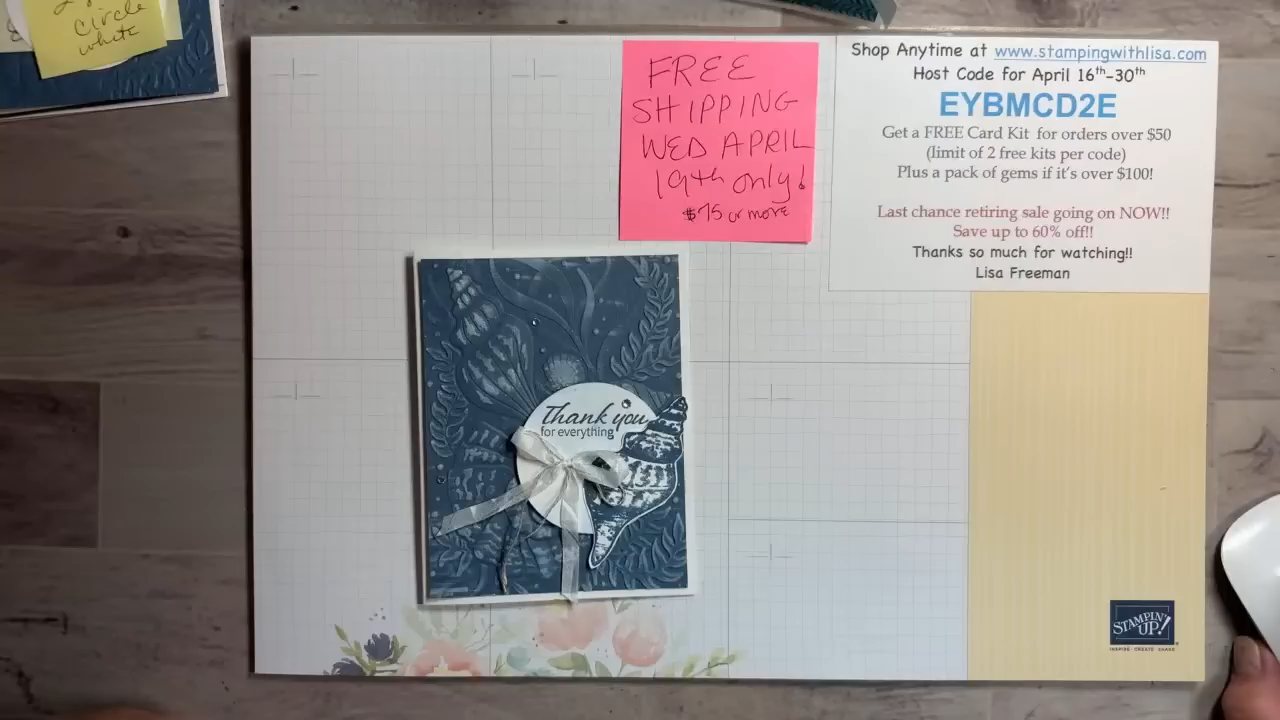 circle
white
FREE
SHIPPING
WED APRIL
19th only!
$75 or more
Shop Anytime at www.stampingwithlisa.com
Host Code for April 16th-30th
EYBMCD2E
Get a FREE Card Kit for orders over $50
(limit of 2 free kits per code)
Plus a pack of gems if it's over $100!
Last chance retiring sale going on NOW!!
Save up to 60% off!!
Thanks so much for watching!!
Lisa Freeman
Thank you
for everything
STAMPIN'
UP!
INSPIRE · CREATE · SHARE